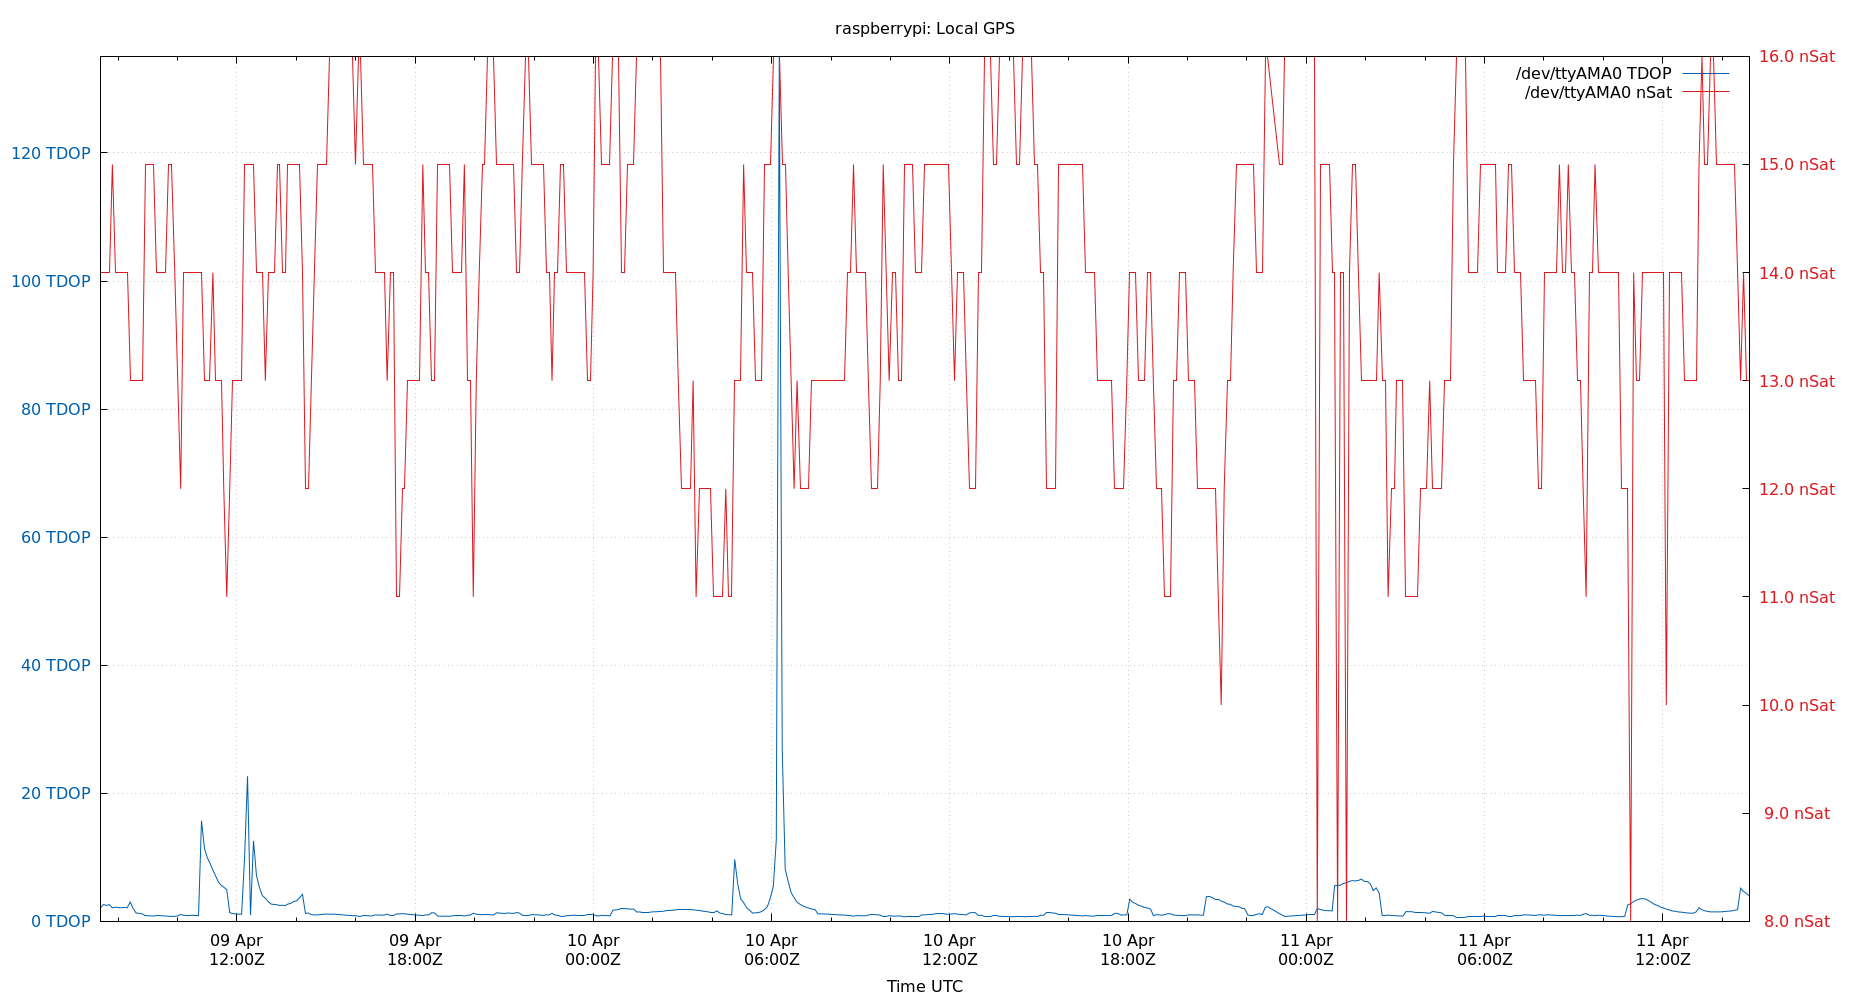 raspberrypi: Local GPS
/dev/ttyAMA0 TDOP
/dev/ttyAMA0 nSat
120 TDOP
100 TDOP
80 TDOP
60 TDOP
40 TDOP
20 TDOP
0 TDOP
16.0 nSat
15.0 nSat
14.0 nSat
13.0 nSat
12.0 nSat
11.0 nSat
10.0 nSat
9.0 nSat
8.0 nSat
09 Apr
12:00Z
09 Apr
18:00Z
10 Apr
00:00Z
10 Apr
06:00Z
10 Apr
12:00Z
10 Apr
18:00Z
11 Apr
00:00Z
11 Apr
06:00Z
11 Apr
12:00Z
Time UTC